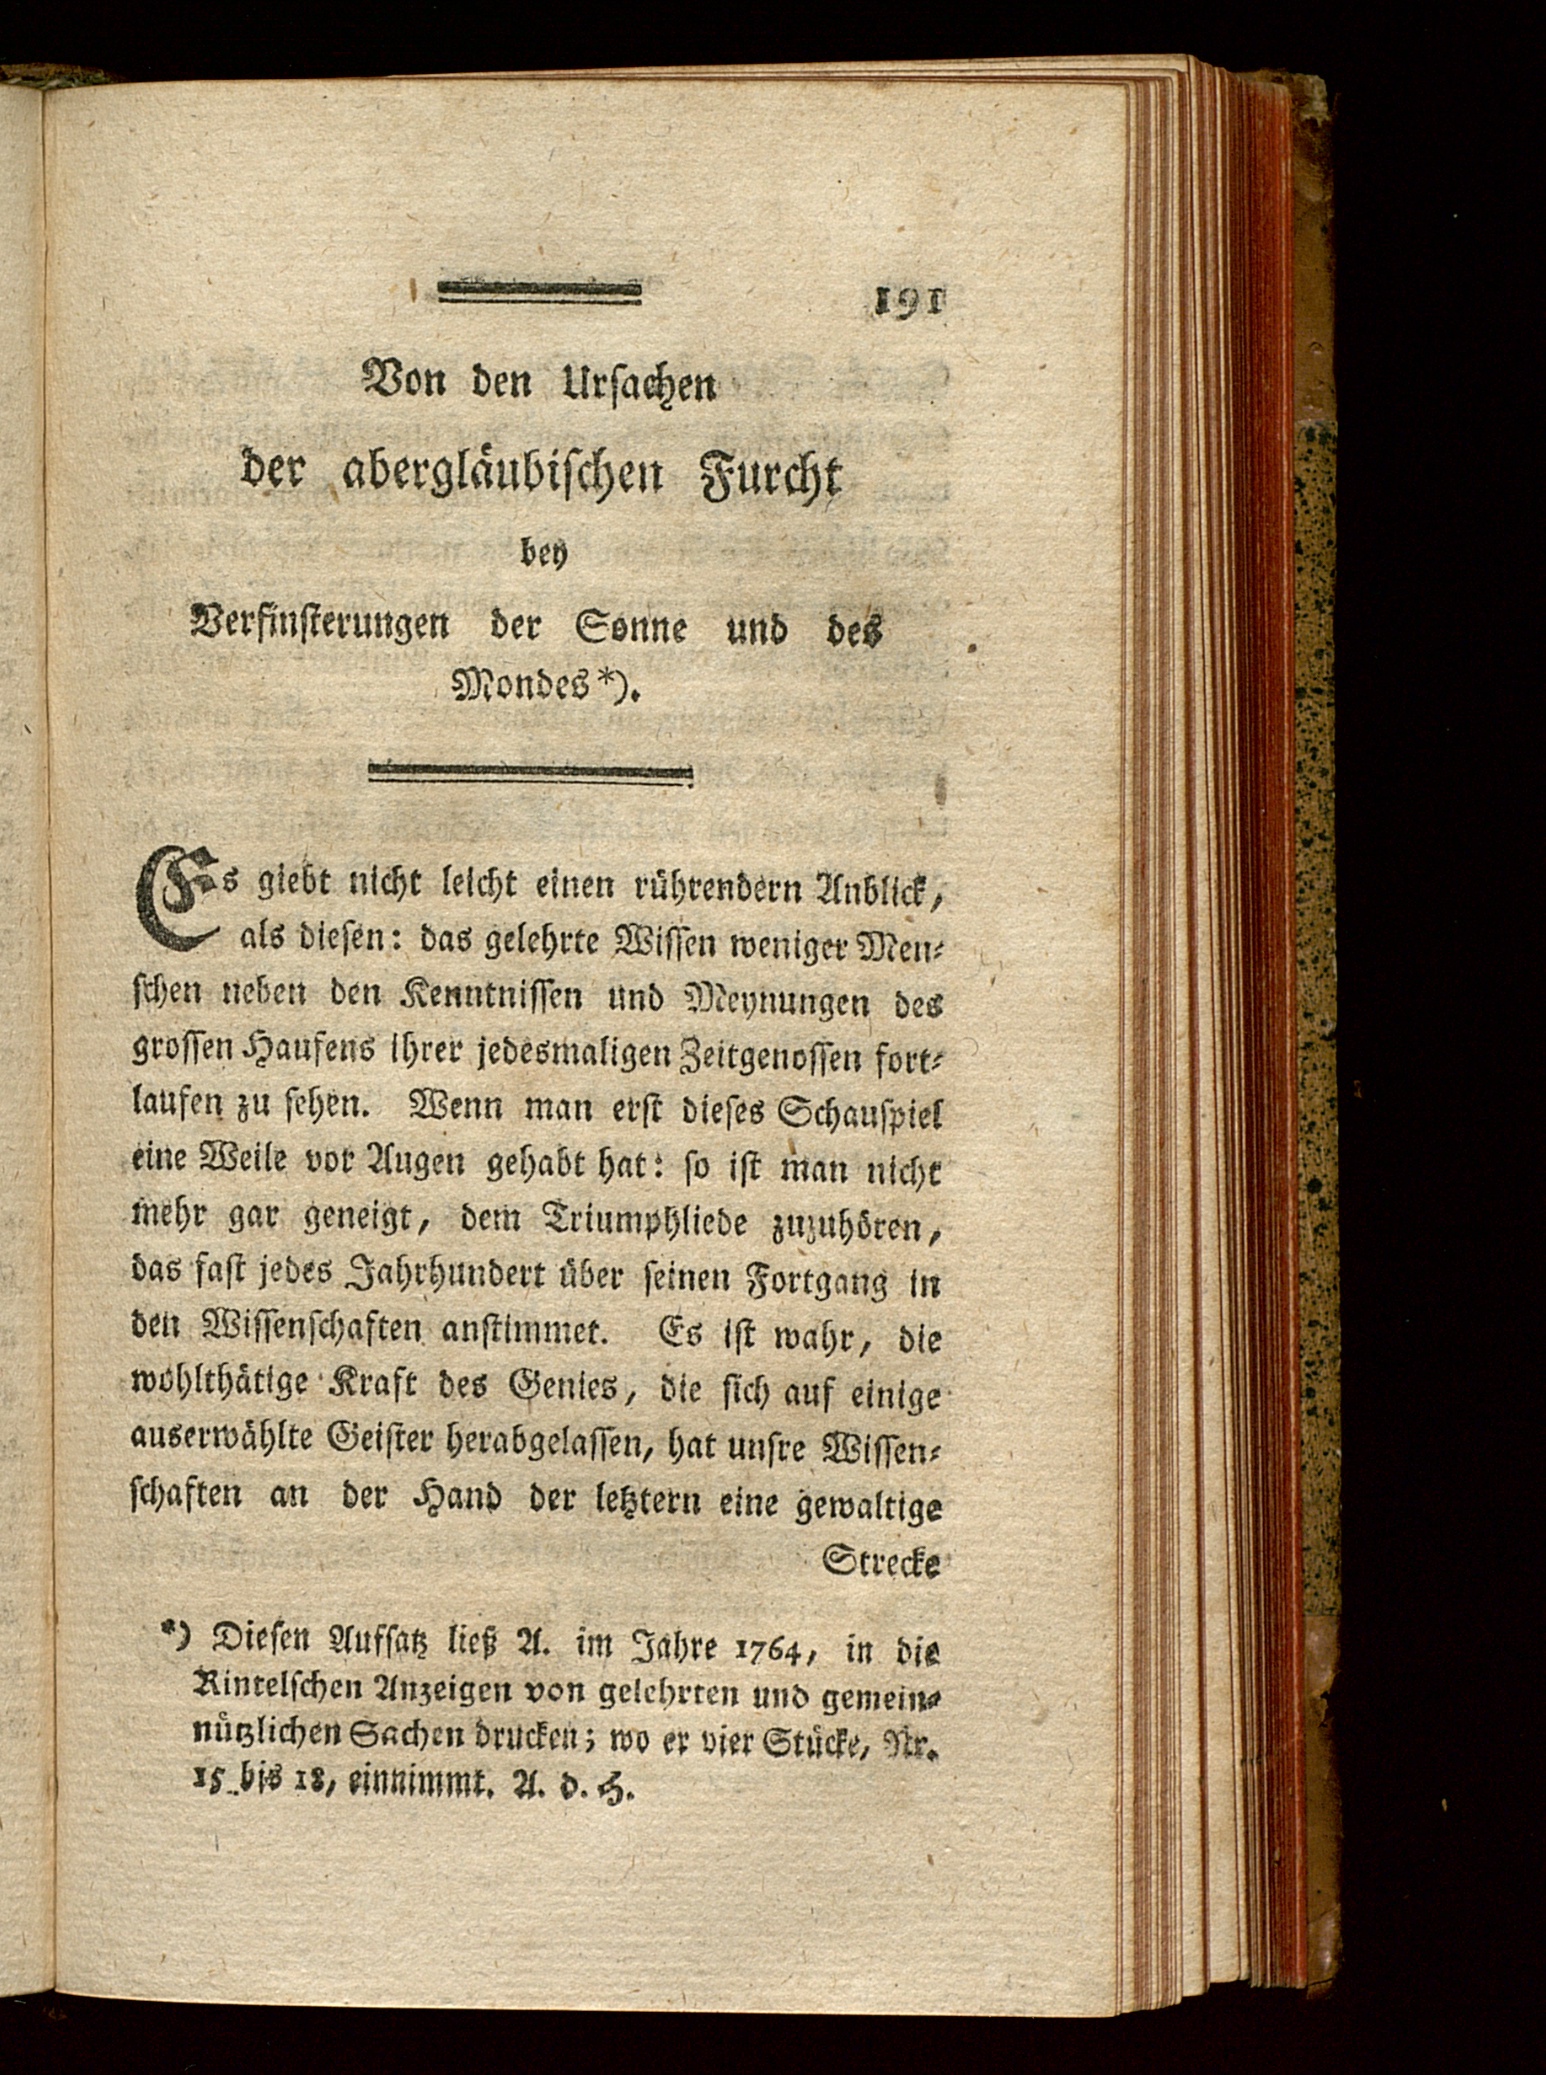 191
Von den Ursachen
der abergläubischen Furcht
bey
Verfinsterungen der Sonne und des
Mondes*).
Es giebt nicht leicht einen rührendern Anblick,
als diesen: das gelehrte Wissen weniger Men-
schen neben den Kenntnissen und Meynungen des
grossen Haufens ihrer jedesmaligen Zeitgenossen fort-
laufen zu sehen. Wenn man erst dieses Schauspiel
eine Weile vor Augen gehabt hat: so ist man nicht
mehr gar geneigt, dem Triumphliede zuzuhören,
das fast jedes Jahrhundert über seinen Fortgang in
den Wissenschaften anstimmet. Es ist wahr, die
wohlthätige Kraft des Genies, die sich auf einige
auserwählte Geister herabgelassen, hat unsre Wissen-
schaften an der Hand der letztern eine gewaltige
Strecke
*) Diesen Aufsatz ließ A. im Jahre 1764, in die
Rintelschen Anzeigen von gelehrten und gemein-
nützlichen Sachen drucken; wo er vier Stücke, Nr.
15 bis 18, einnimmt. A. d. H.